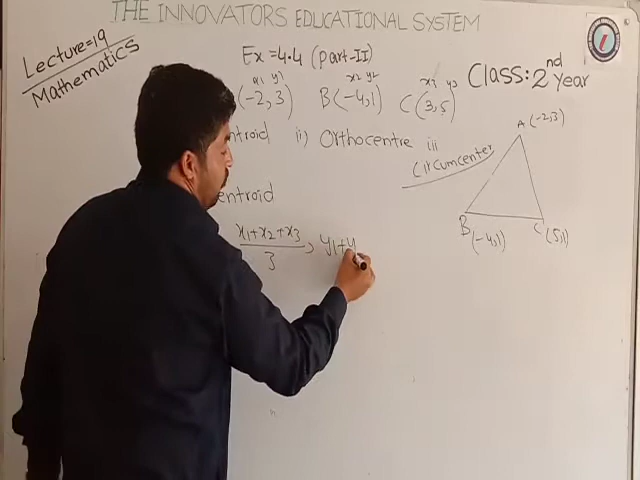 THE INNOVATORS EDUCATIONAL SYSTEM
Lecture=19
Mathematics
Ex =4.4 (part-II)
Class: 2nd year
x1 y1 x2 y2 x3 y3
(-2, 3) B(-4, 1) C(3, 5)
entroid ii) Orthocentre iii
Circumcenter
entroid
x1+x2+x3
3
, y1+y
A (-2,3)
B
(-4,1)
C (5,1)